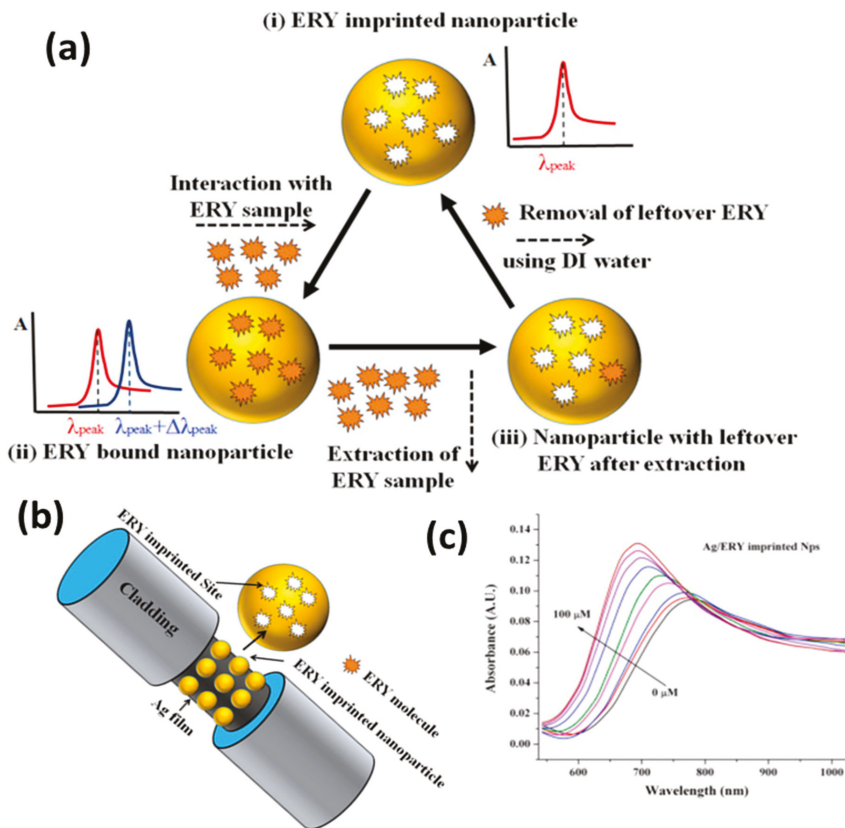 (a)
(i) ERY imprinted nanoparticle
A
λpeak
Interaction with
ERY sample
Removal of leftover ERY
using DI water
A
λpeak
λpeak+Δλpeak
(ii) ERY bound nanoparticle
Extraction of
ERY sample
(iii) Nanoparticle with leftover
ERY after extraction
(b)
ERY imprinted Site
Cladding
Ag film
ERY imprinted nanoparticle
ERY molecule
(c)
Ag/ERY imprinted Nps
100 μM
0 μM
Absorbance (A.U.)
0.14
0.12
0.10
0.08
0.06
0.04
0.02
0.00
600
700
800
900
1000
Wavelength (nm)